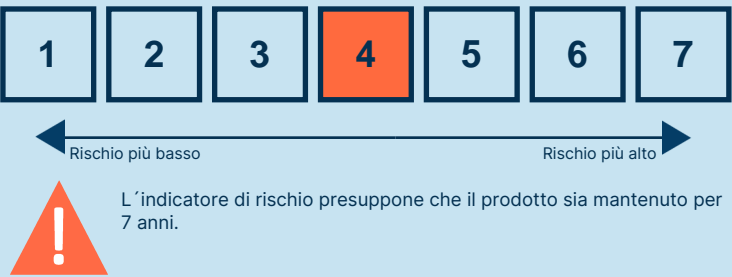 1 2 3 4 5 6 7
Rischio più basso Rischio più alto
L´indicatore di rischio presuppone che il prodotto sia mantenuto per
7 anni.
!